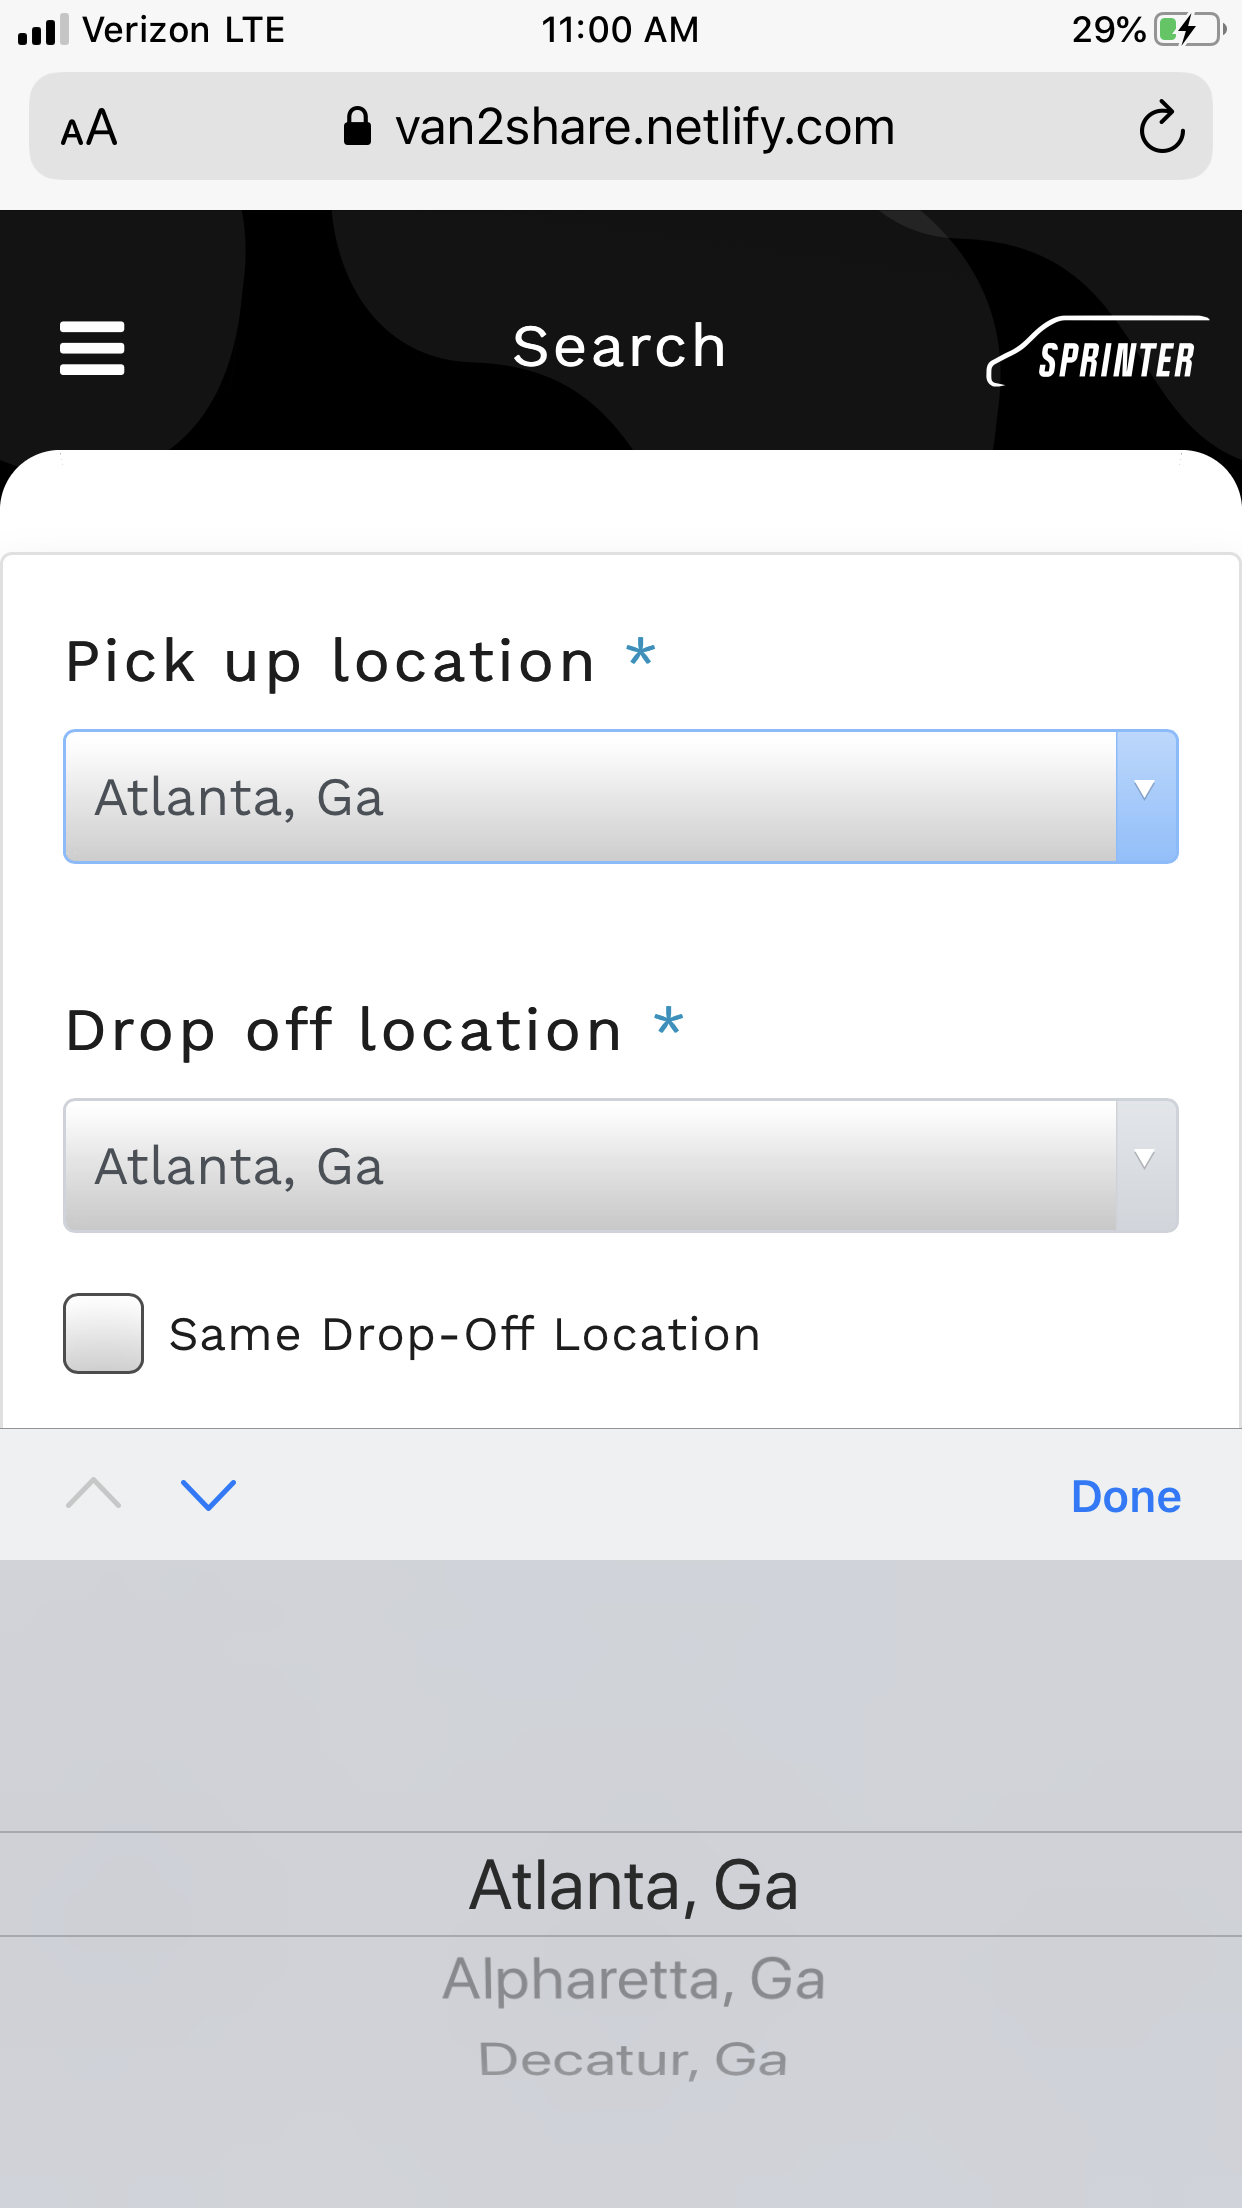 Verizon LTE 11:00 AM 29%
AA van2share.netlify.com
Search SPRINTER
Pick up location *
Atlanta, Ga
Drop off location *
Atlanta, Ga
Same Drop-Off Location
Done
Atlanta, Ga
Alpharetta, Ga
Decatur, Ga